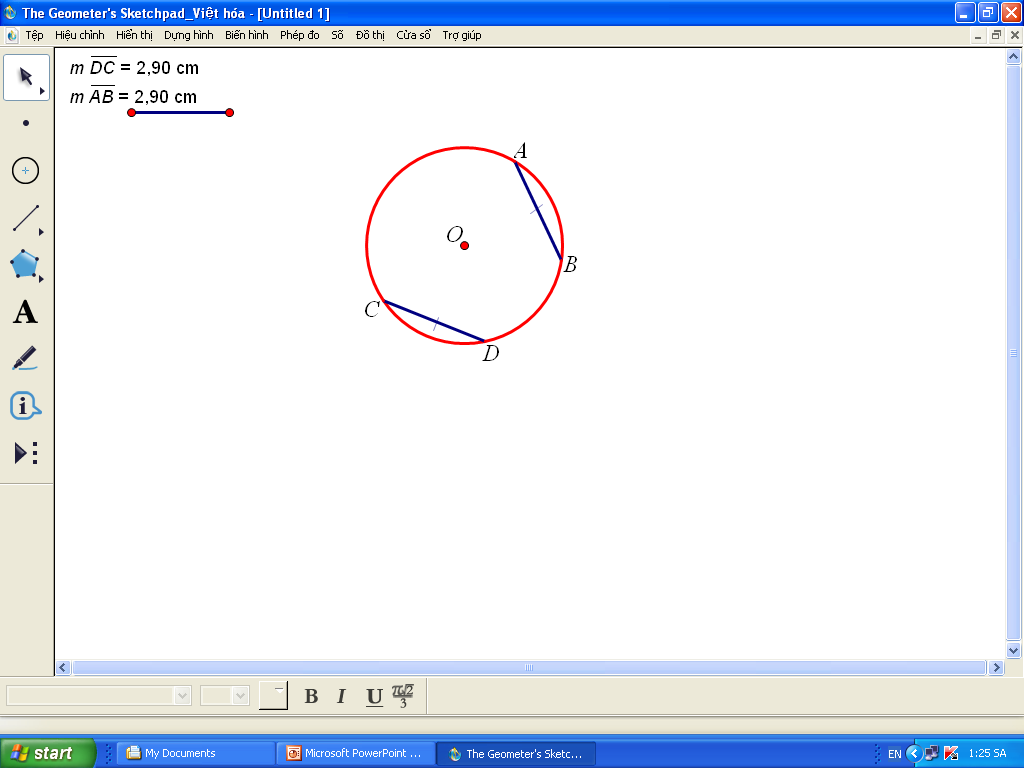 The Geometer's Sketchpad_Việt hóa - [Untitled 1]
Tệp Hiệu chỉnh Hiển thị Dựng hình Biến hình Phép đo Số Đồ thị Cửa sổ Trợ giúp
m DC = 2,90 cm
m AB = 2,90 cm
A
O
B
C
D
A
B I U
start My Documents Microsoft PowerPoint ... The Geometer's Sketc... EN 1:25 SA